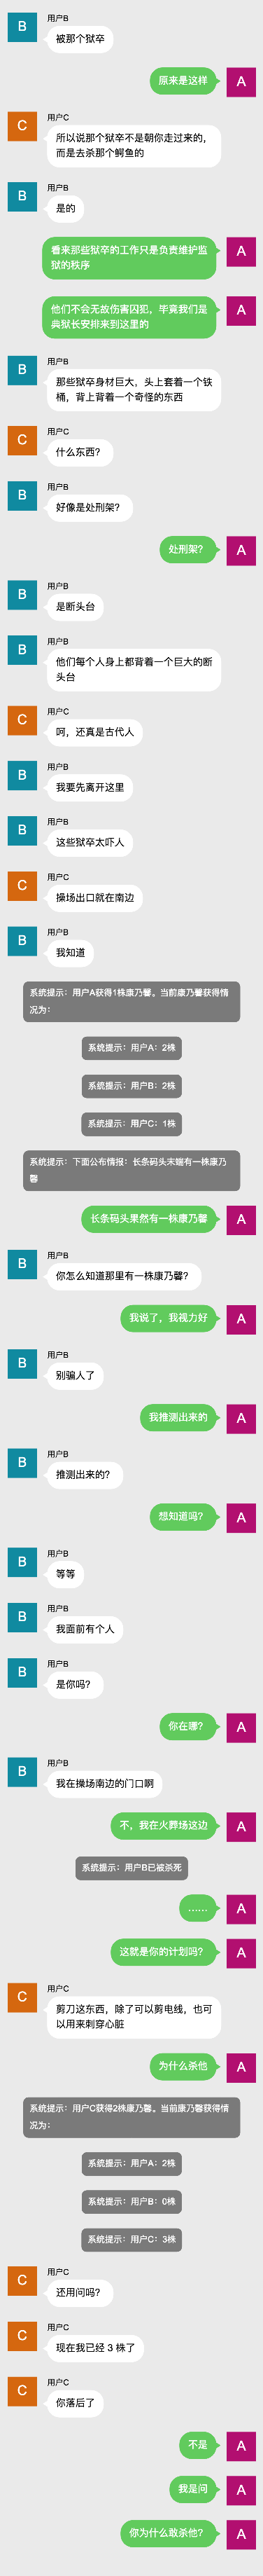 B
用户B
被那个狱卒
原来是这样
A
C
用户C
所以说那个狱卒不是朝你走过来的,
而是去杀那个鳄鱼的
B
用户B
是的
看来那些狱卒的工作只是负责维护监
狱的秩序
A
他们不会无故伤害囚犯，毕竟我们是
典狱长安排来到这里的
A
B
用户B
那些狱卒身材巨大，头上套着一个铁
桶，背上背着一个奇怪的东西
C
用户C
什么东西？
B
用户B
好像是处刑架？
处刑架？
A
B
用户B
是断头台
B
用户B
他们每个人身上都背着一个巨大的断
头台
C
用户C
呵，还真是古代人
B
用户B
我要先离开这里
B
用户B
这些狱卒太吓人
C
用户C
操场出口就在南边
B
用户B
我知道
系统提示：用户A获得1株康乃馨。当前康乃馨获得情
况为：
系统提示：用户A：2株
系统提示：用户B：2株
系统提示：用户C：1株
系统提示：下面公布情报：长条码头末端有一株康乃
馨
长条码头果然有一株康乃馨
A
B
用户B
你怎么知道那里有一株康乃馨？
我说了，我视力好
A
B
用户B
别骗人了
我推测出来的
A
B
用户B
推测出来的？
想知道吗？
A
B
用户B
等等
B
用户B
我面前有个人
B
用户B
是你吗？
你在哪？
A
B
用户B
我在操场南边的门口啊
不，我在火葬场这边
A
系统提示：用户B已被杀死
……
A
这就是你的计划吗？
A
C
用户C
剪刀这东西，除了可以剪电线，也可
以用来刺穿心脏
为什么杀他
A
系统提示：用户C获得2株康乃馨。当前康乃馨获得情
况为：
系统提示：用户A：2株
系统提示：用户B：0株
系统提示：用户C：3株
C
用户C
还用问吗？
C
用户C
现在我已经 3 株了
C
用户C
你落后了
不是
A
我是问
A
你为什么敢杀他？
A